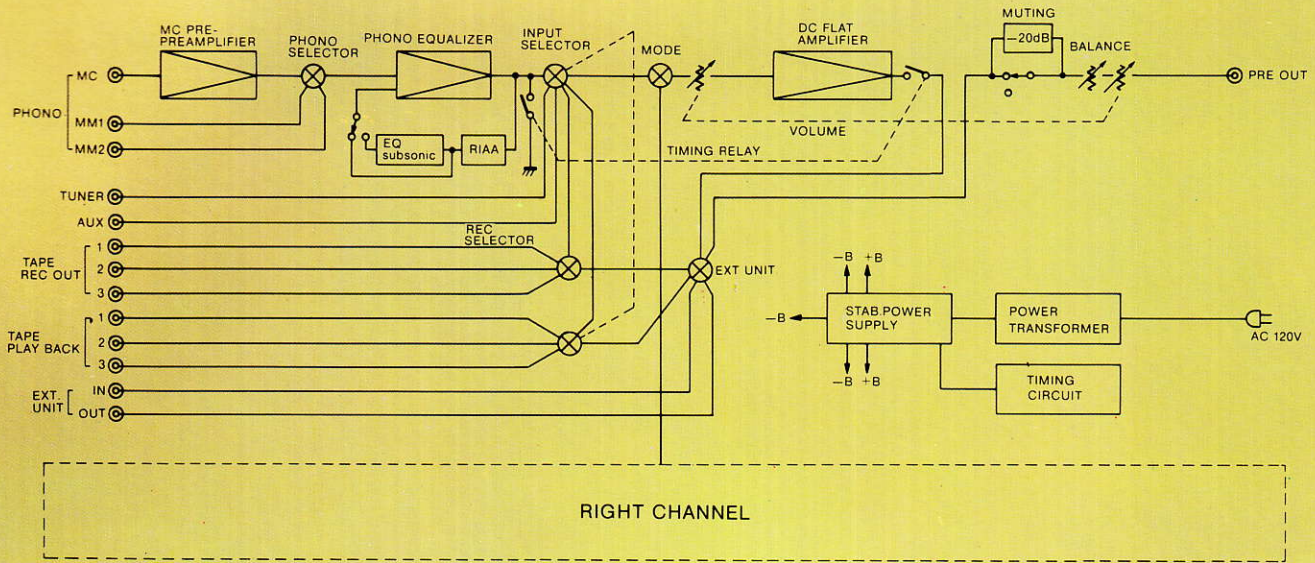 MC PRE-
PREAMPLIFIER
PHONO
SELECTOR
PHONO EQUALIZER
INPUT
SELECTOR
MODE
DC FLAT
AMPLIFIER
MUTING
−20dB
BALANCE
PHONO
MC
MM1
MM2
PRE OUT
EQ
subsonic
RIAA
VOLUME
TIMING RELAY
TUNER
AUX
TAPE
REC OUT
1
2
3
REC
SELECTOR
EXT UNIT
TAPE
PLAY BACK
1
2
3
EXT.
UNIT
IN
OUT
−B
+B
−B
STAB.POWER
SUPPLY
−B
+B
POWER
TRANSFORMER
AC 120V
TIMING
CIRCUIT
RIGHT CHANNEL